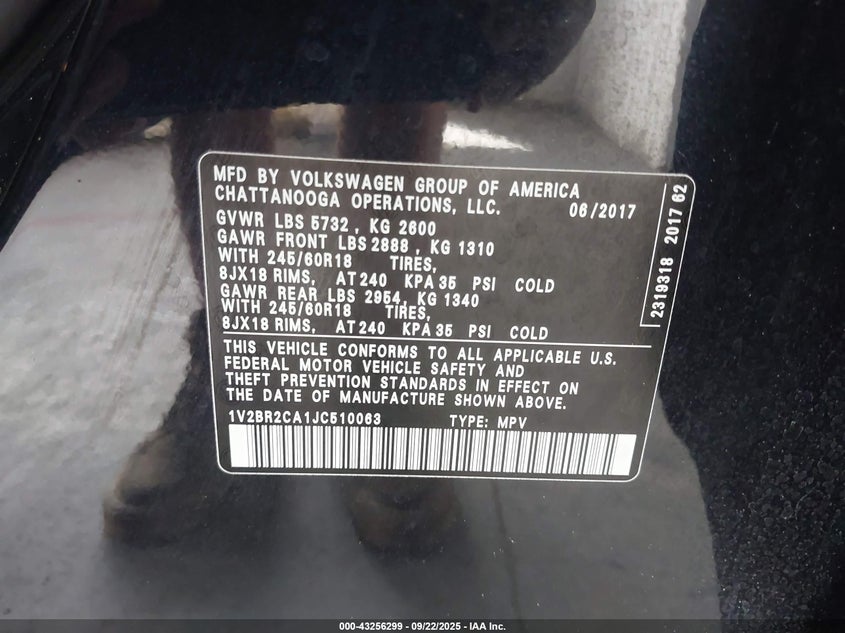 MFD BY VOLKSWAGEN GROUP OF AMERICA
CHATTANOOGA OPERATIONS, LLC. 06/2017
GVWR LBS 5732 , KG 2600
GAWR FRONT LBS 2888 , KG 1310
WITH 245/60R18 TIRES,
8JX18 RIMS, AT 240 KPA 35 PSI COLD
GAWR REAR LBS 2954, KG 1340
WITH 245/60R18 TIRES,
8JX18 RIMS, AT 240 KPA 35 PSI COLD
THIS VEHICLE CONFORMS TO ALL APPLICABLE U.S.
FEDERAL MOTOR VEHICLE SAFETY AND
THEFT PREVENTION STANDARDS IN EFFECT ON
THE DATE OF MANUFACTURE SHOWN ABOVE.
1V2BR2CA1JC510063 TYPE: MPV
2319318 2017 62
000-43256299 - 09/22/2025 - IAA Inc.